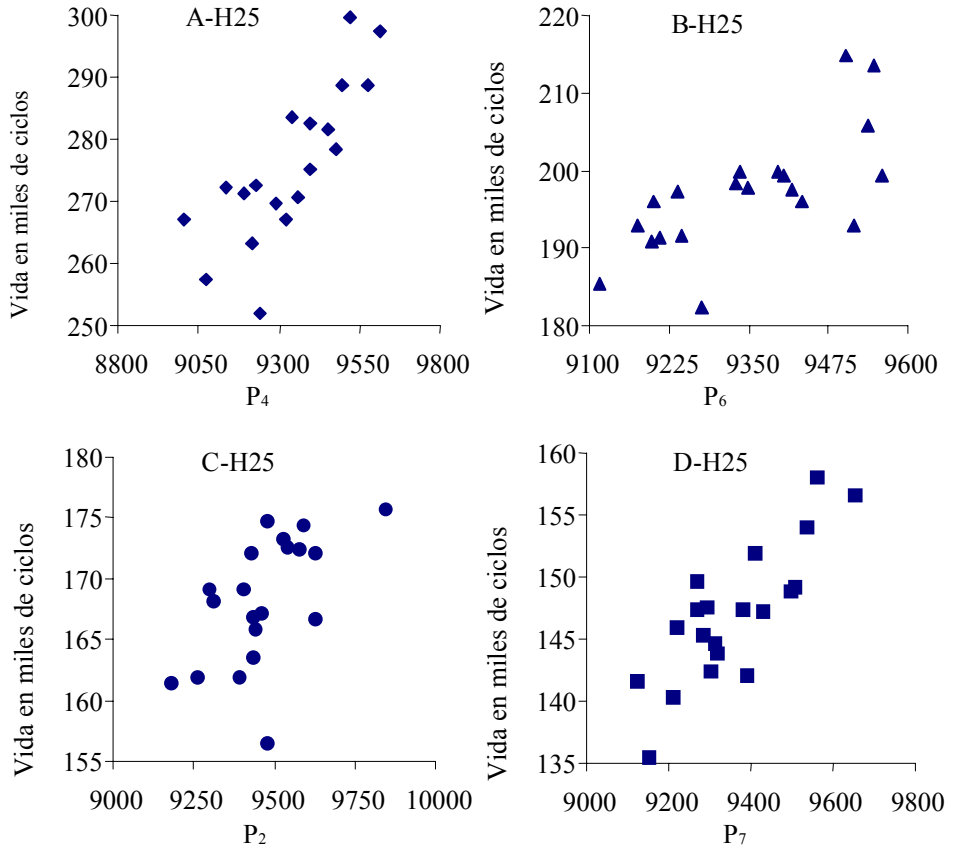 A-H25
Vida en miles de ciclos
300
290
280
270
260
250
8800 9050 9300 9550 9800
P₄
B-H25
Vida en miles de ciclos
220
210
200
190
180
9100 9225 9350 9475 9600
P₆
C-H25
Vida en miles de ciclos
180
175
170
165
160
155
9000 9250 9500 9750 10000
P₂
D-H25
Vida en miles de ciclos
160
155
150
145
140
135
9000 9200 9400 9600 9800
P₇